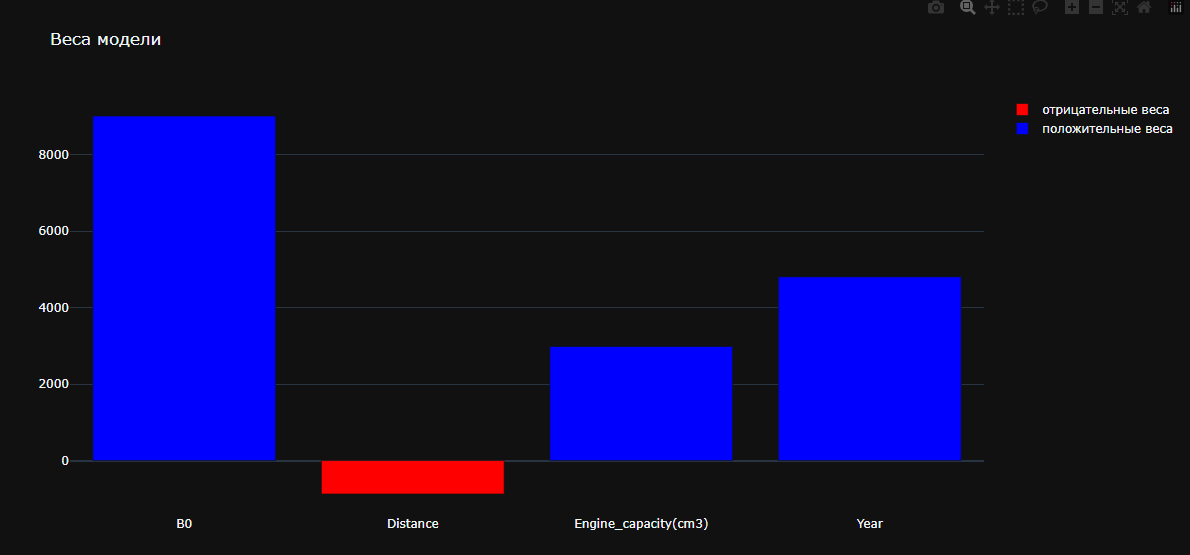 Веса модели
отрицательные веса
положительные веса
8000
6000
4000
2000
0
B0 Distance Engine_capacity(cm3) Year